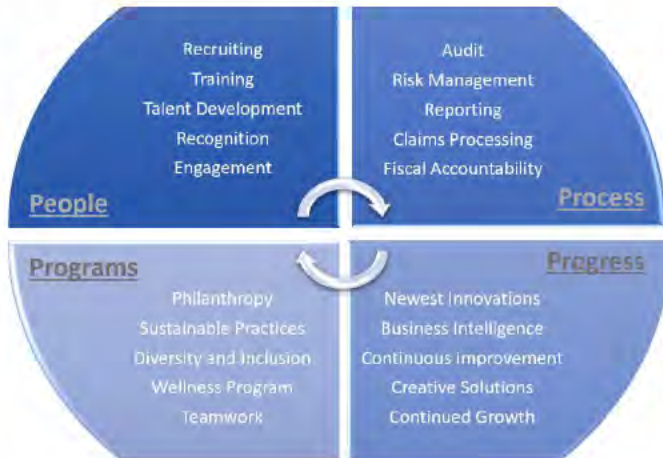 Recruiting
Training
Talent Development
Recognition
Engagement
People
Audit
Risk Management
Reporting
Claims Processing
Fiscal Accountability
Process
Programs
Philanthropy
Sustainable Practices
Diversity and Inclusion
Wellness Program
Teamwork
Progress
Newest Innovations
Business Intelligence
Continuous improvement
Creative Solutions
Continued Growth